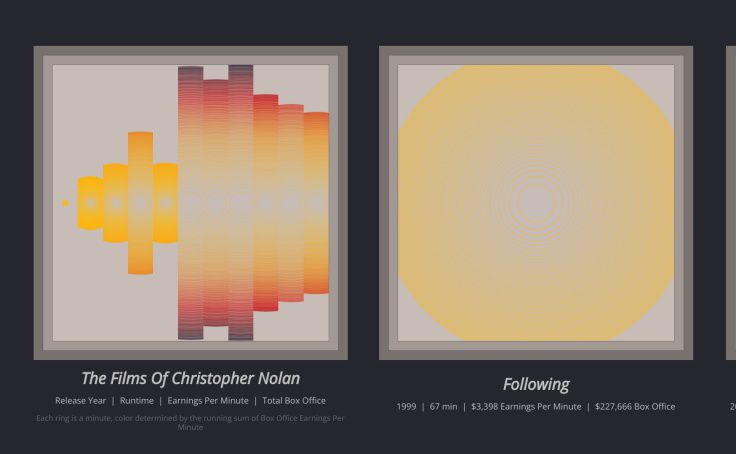 The Films Of Christopher Nolan
Release Year | Runtime | Earnings Per Minute | Total Box Office
Each ring is a minute, color determined by the running sum of Box Office Earnings Per
Minute
Following
1999 | 67 min | $3,398 Earnings Per Minute | $227,666 Box Office